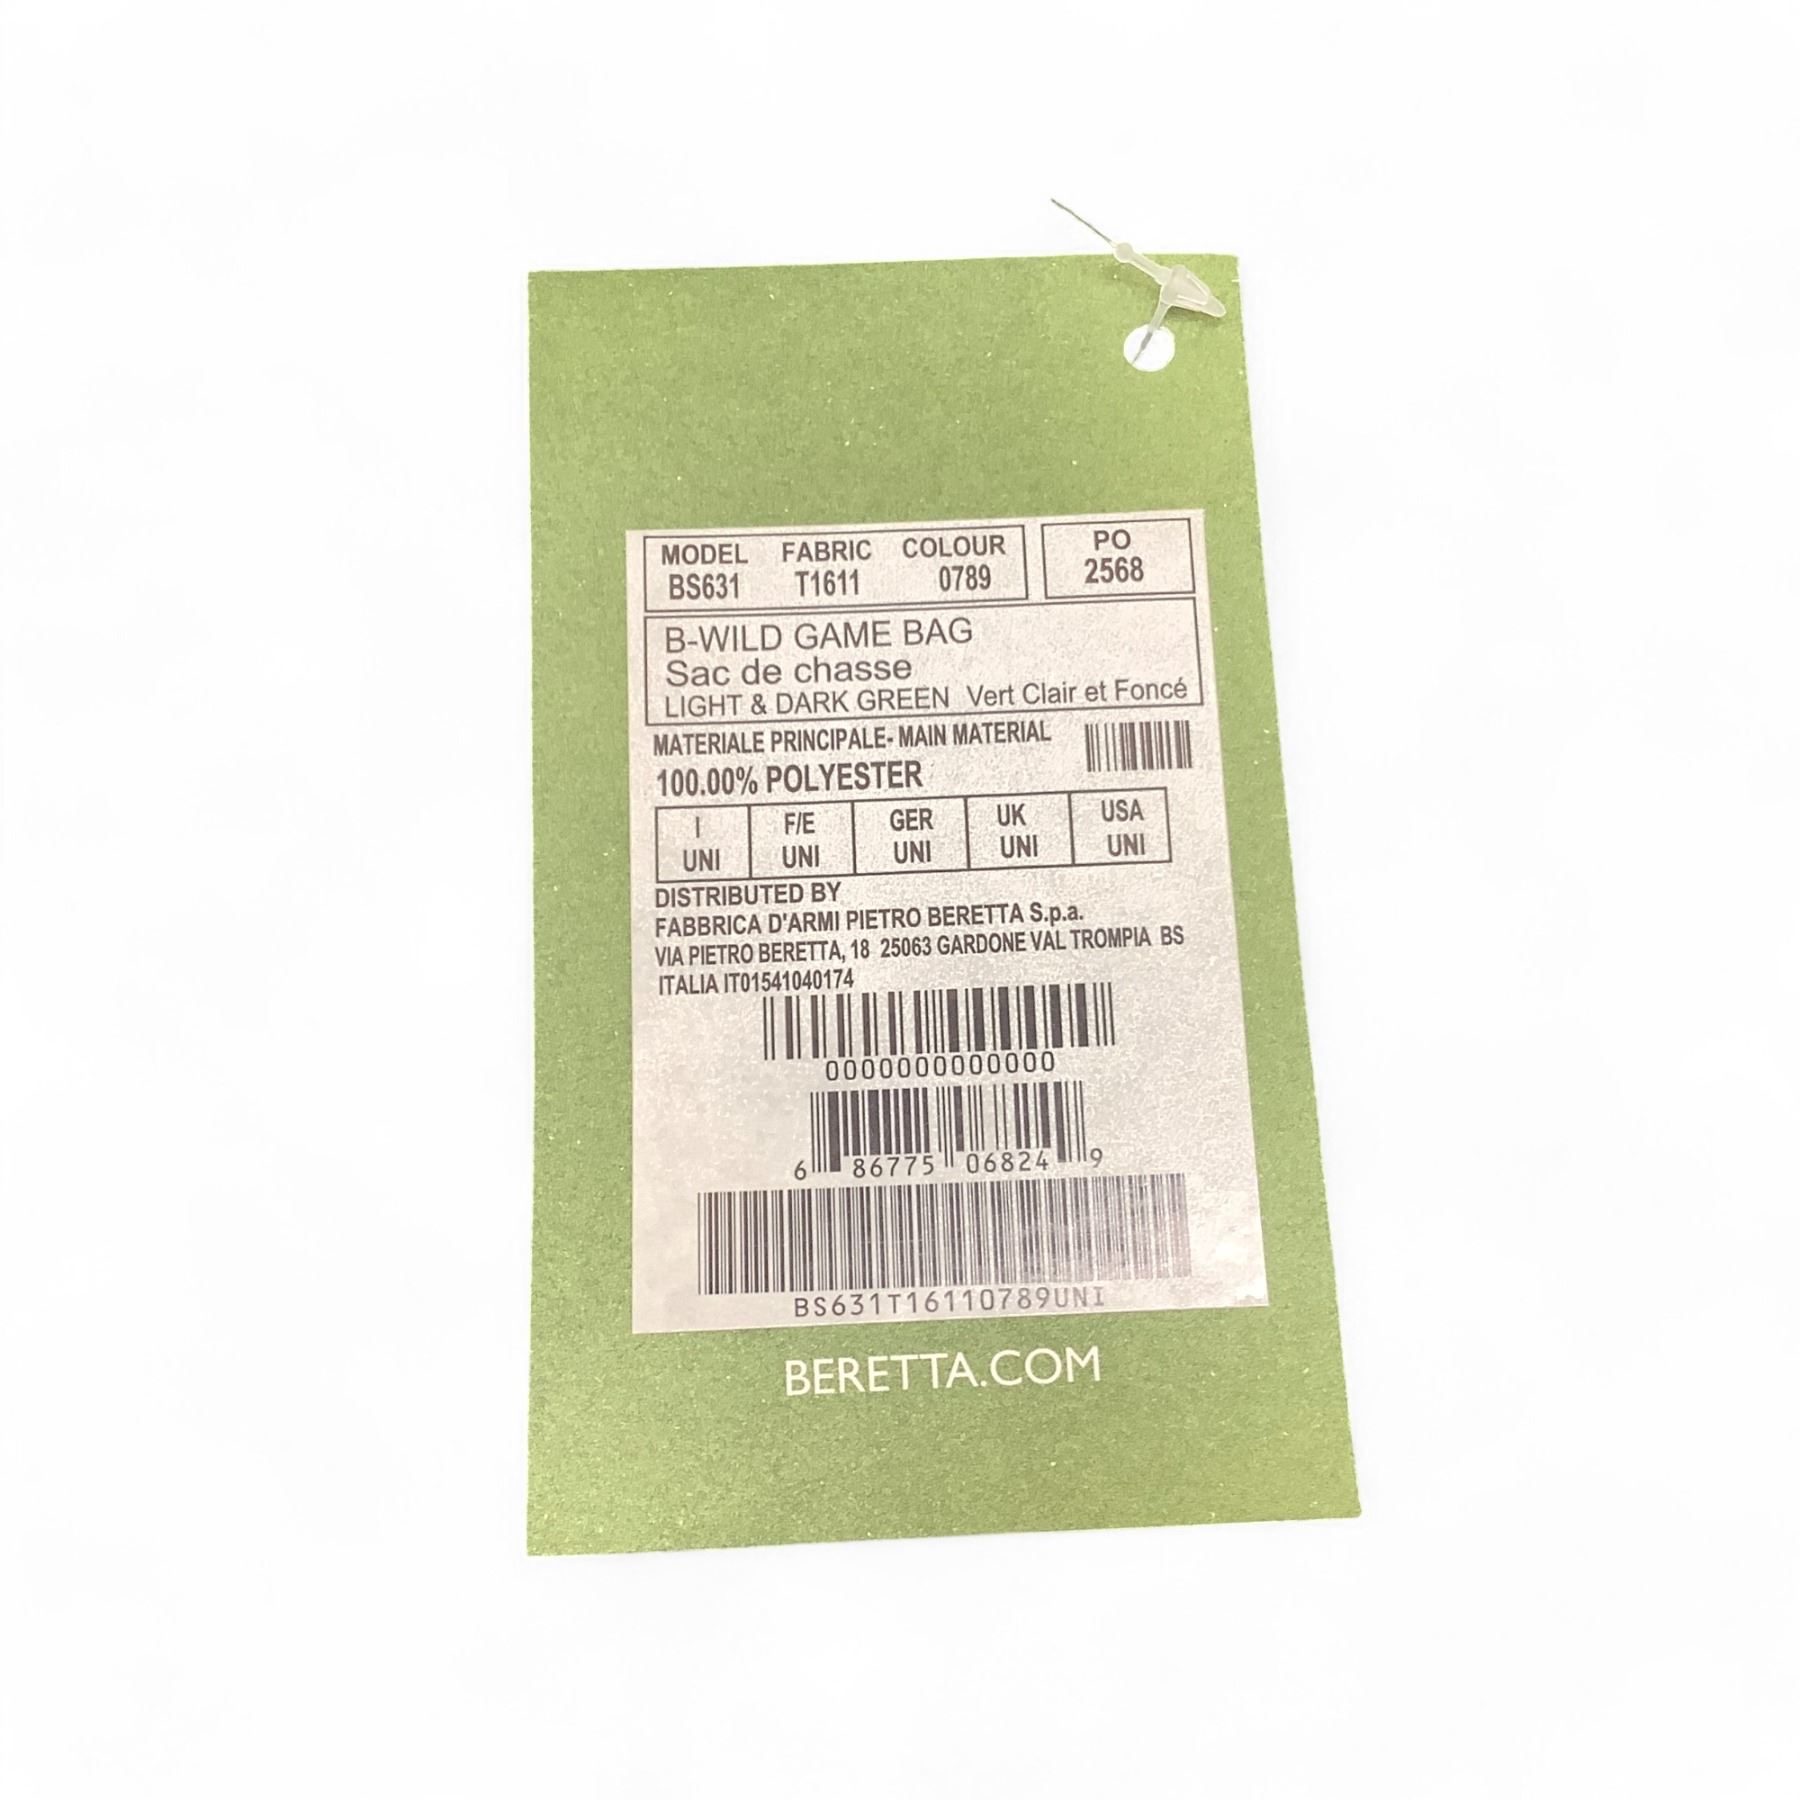 MODEL FABRIC COLOUR PO
BS631 T1611 0789 2568
B-WILD GAME BAG
Sac de chasse
LIGHT & DARK GREEN Vert Clair et Foncé
MATERIALE PRINCIPALE- MAIN MATERIAL
100.00% POLYESTER
I F/E GER UK USA
UNI UNI UNI UNI UNI
DISTRIBUTED BY
FABBRICA D'ARMI PIETRO BERETTA S.p.a.
VIA PIETRO BERETTA, 18 25063 GARDONE VAL TROMPIA BS
ITALIA IT01541040174
0000000000000
6 86775 06824 9
BS631T16110789UNI
BERETTA.COM